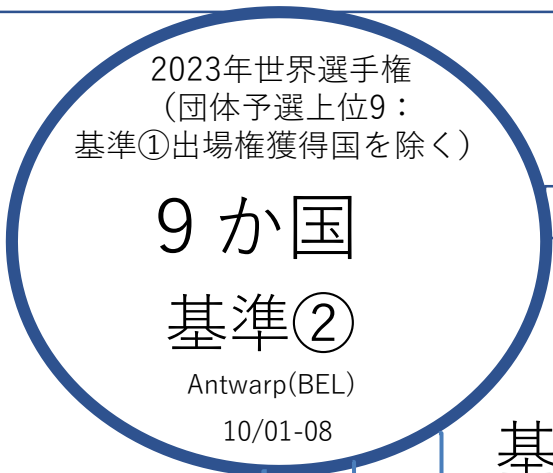 2023年世界選手権
（団体予選上位9：
基準①出場権獲得国を除く）
９か国
基準②
Antwarp(BEL)
10/01-08
基